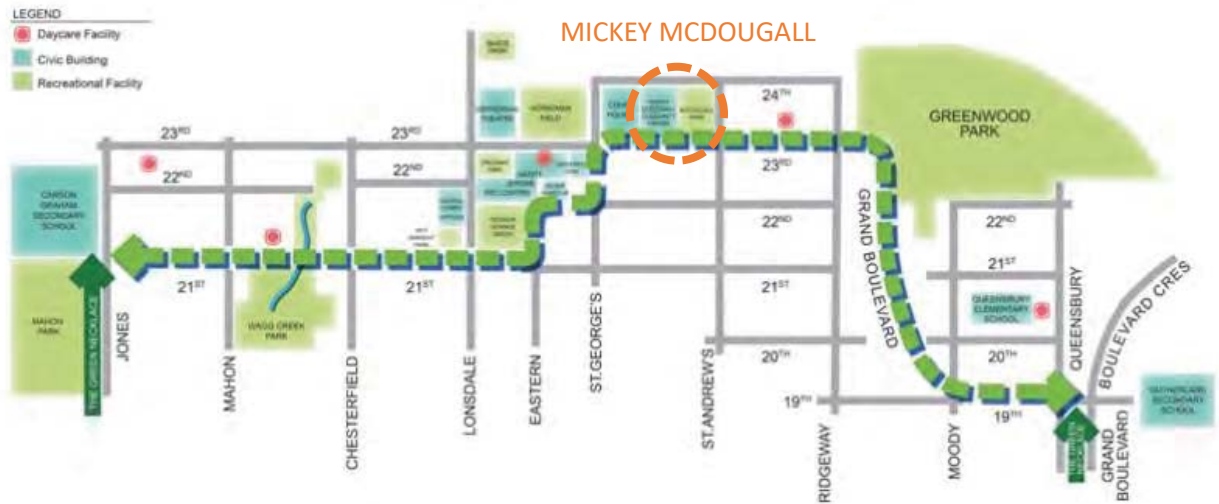 LEGEND
Daycare Facility
Civic Building
Recreational Facility
MICKEY MCDOUGALL
24TH
GREENWOOD
PARK
23RD
23RD
23RD
22ND
22ND
22ND
22ND
CARSON
GRAHAM
SECONDARY
SCHOOL
GRAND BOULEVARD
21ST
21ST
21ST
21ST
MAHON
PARK
THE GREEN NECKLACE
JONES
WAGG CREEK
PARK
QUEENSBURY
ELEMENTARY
SCHOOL
QUEENSBURY
BOULEVARD CRES
20TH
20TH
MAHON
CHESTERFIELD
LONSDALE
EASTERN
ST.GEORGE'S
ST.ANDREW'S
19TH
19TH
SUTHERLAND
SECONDARY
SCHOOL
RIDGEWAY
MOODY
GRAND
BOULEVARD